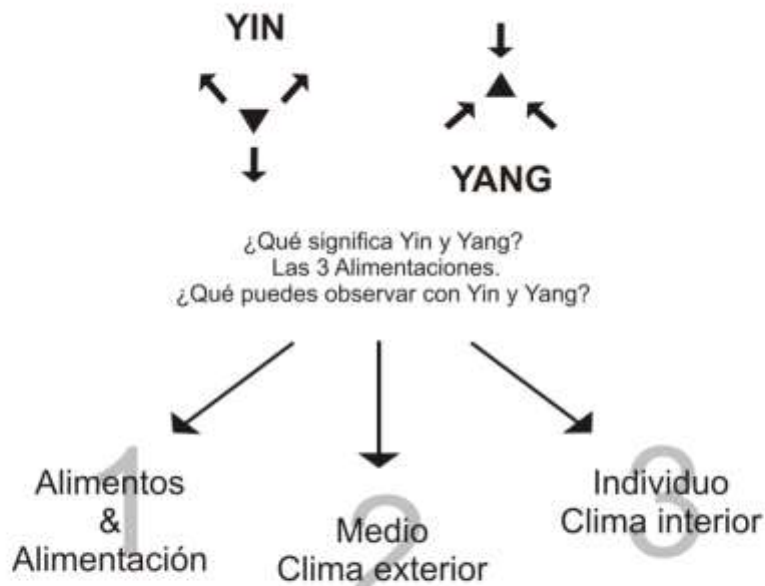 YIN
YANG
¿Qué significa Yin y Yang?
Las 3 Alimentaciones.
¿Qué puedes observar con Yin y Yang?
1
Alimentos
&
Alimentación
2
Medio
Clima exterior
3
Individuo
Clima interior